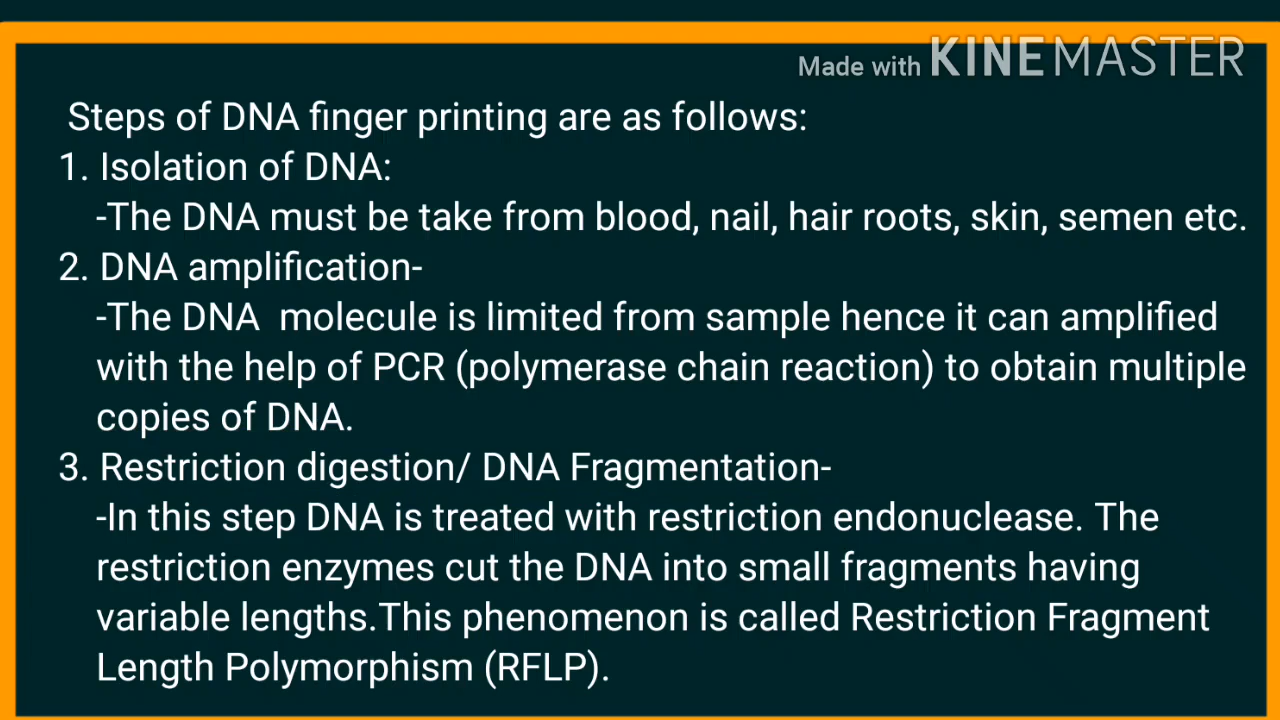 Made with KINEMASTER
Steps of DNA finger printing are as follows:
1. Isolation of DNA:
-The DNA must be take from blood, nail, hair roots, skin, semen etc.
2. DNA amplification-
-The DNA  molecule is limited from sample hence it can amplified
with the help of PCR (polymerase chain reaction) to obtain multiple
copies of DNA.
3. Restriction digestion/ DNA Fragmentation-
-In this step DNA is treated with restriction endonuclease. The
restriction enzymes cut the DNA into small fragments having
variable lengths.This phenomenon is called Restriction Fragment
Length Polymorphism (RFLP).